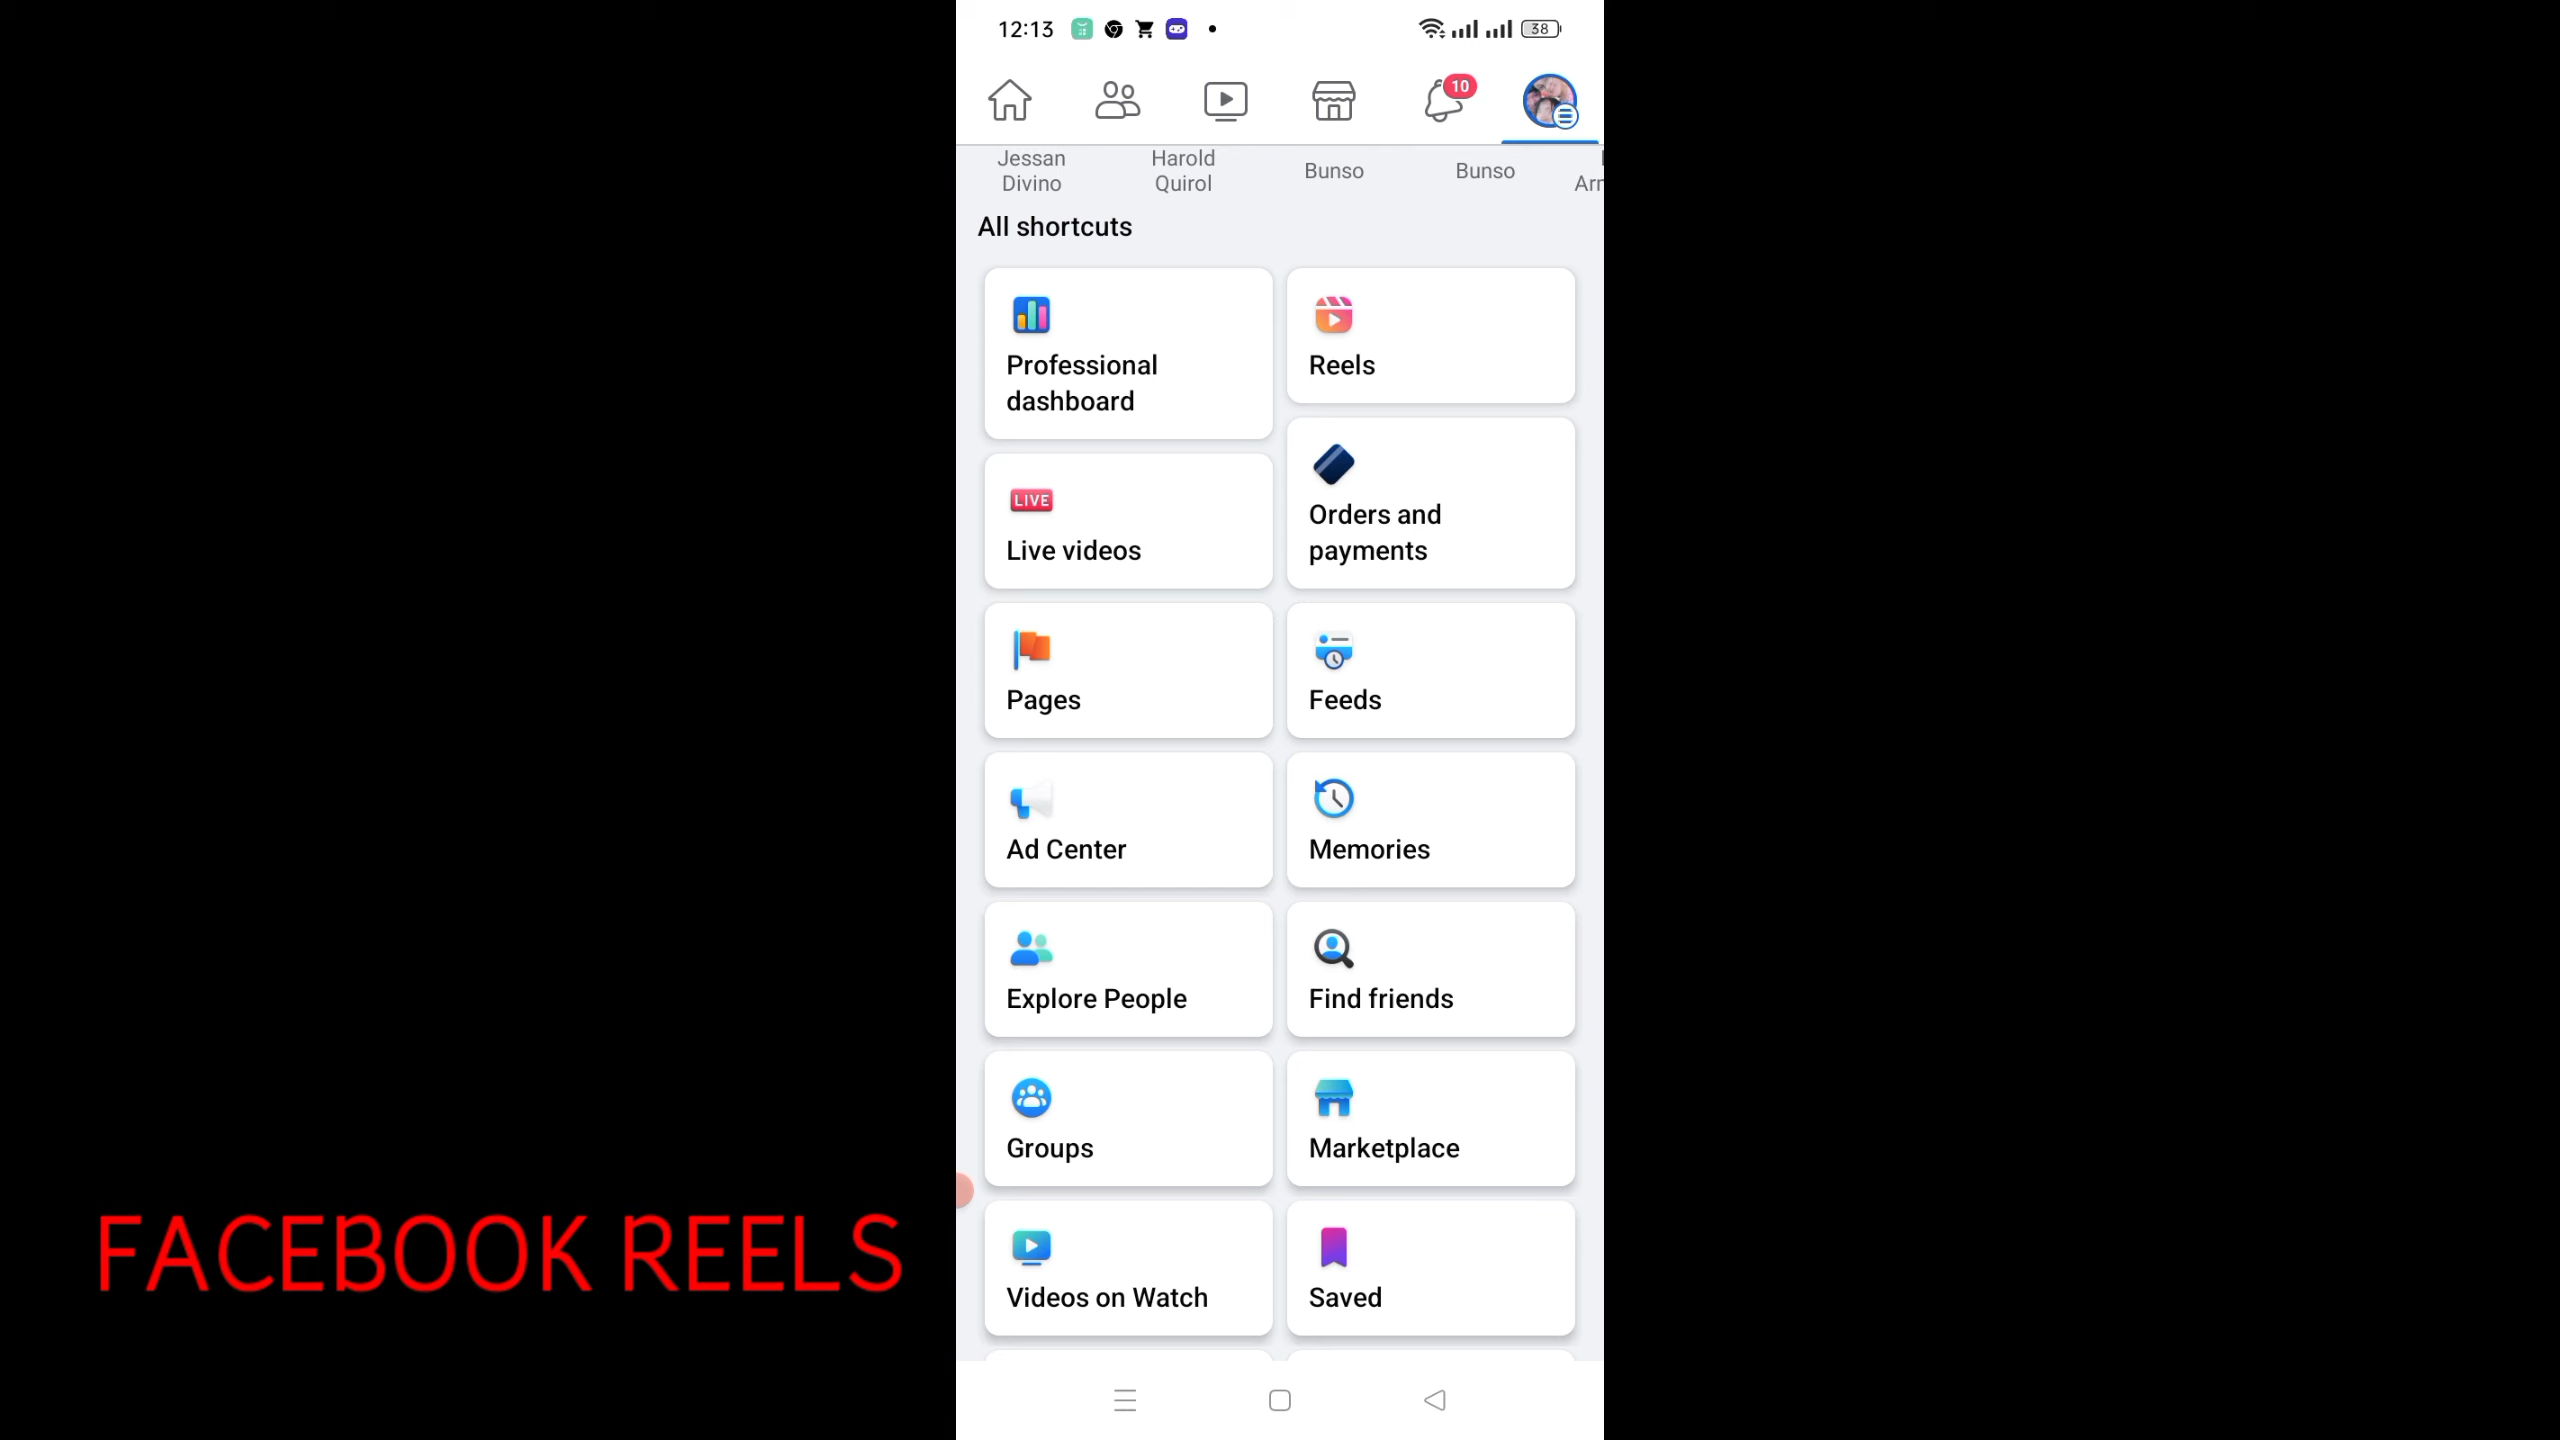 12:13
38
10
Jessan
Divino
Harold
Quirol
Bunso
Bunso
Arr
All shortcuts
Professional
dashboard
Reels
LIVE
Live videos
Orders and
payments
Pages
Feeds
Ad Center
Memories
Explore People
Find friends
Groups
Marketplace
Videos on Watch
Saved
FACEBOOK REELS